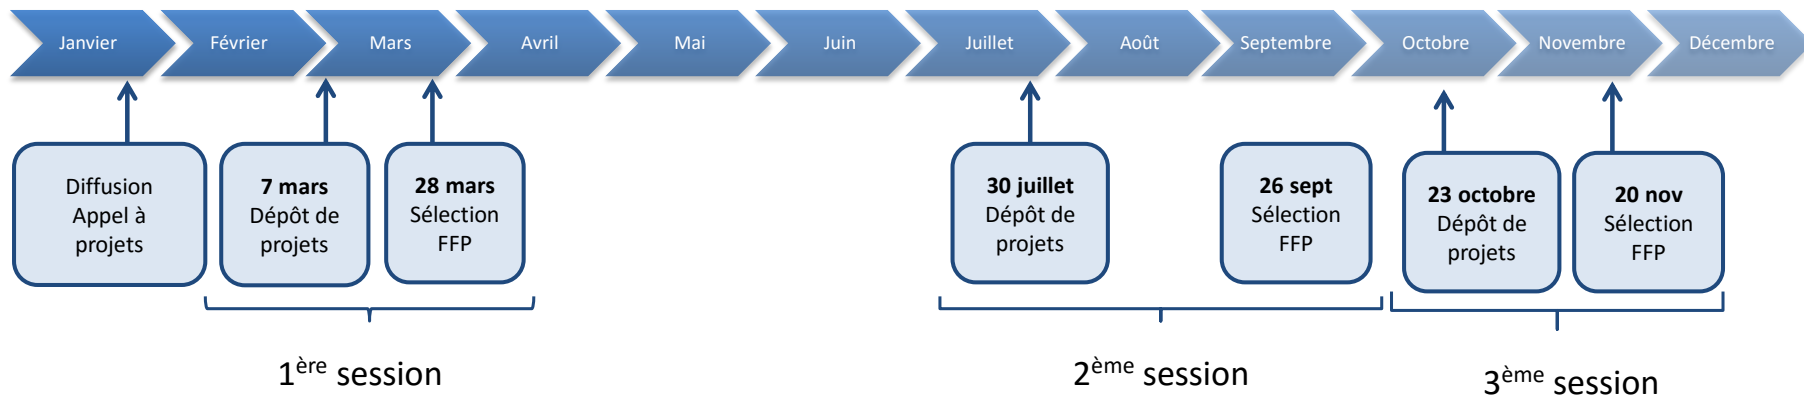 Janvier
Février
Mars
Avril
Mai
Juin
Juillet
Août
Septembre
Octobre
Novembre
Décembre
Diffusion
Appel à
projets
7 mars
Dépôt de
projets
28 mars
Sélection
FFP
30 juillet
Dépôt de
projets
26 sept
Sélection
FFP
23 octobre
Dépôt de
projets
20 nov
Sélection
FFP
1ère session
2ème session
3ème session